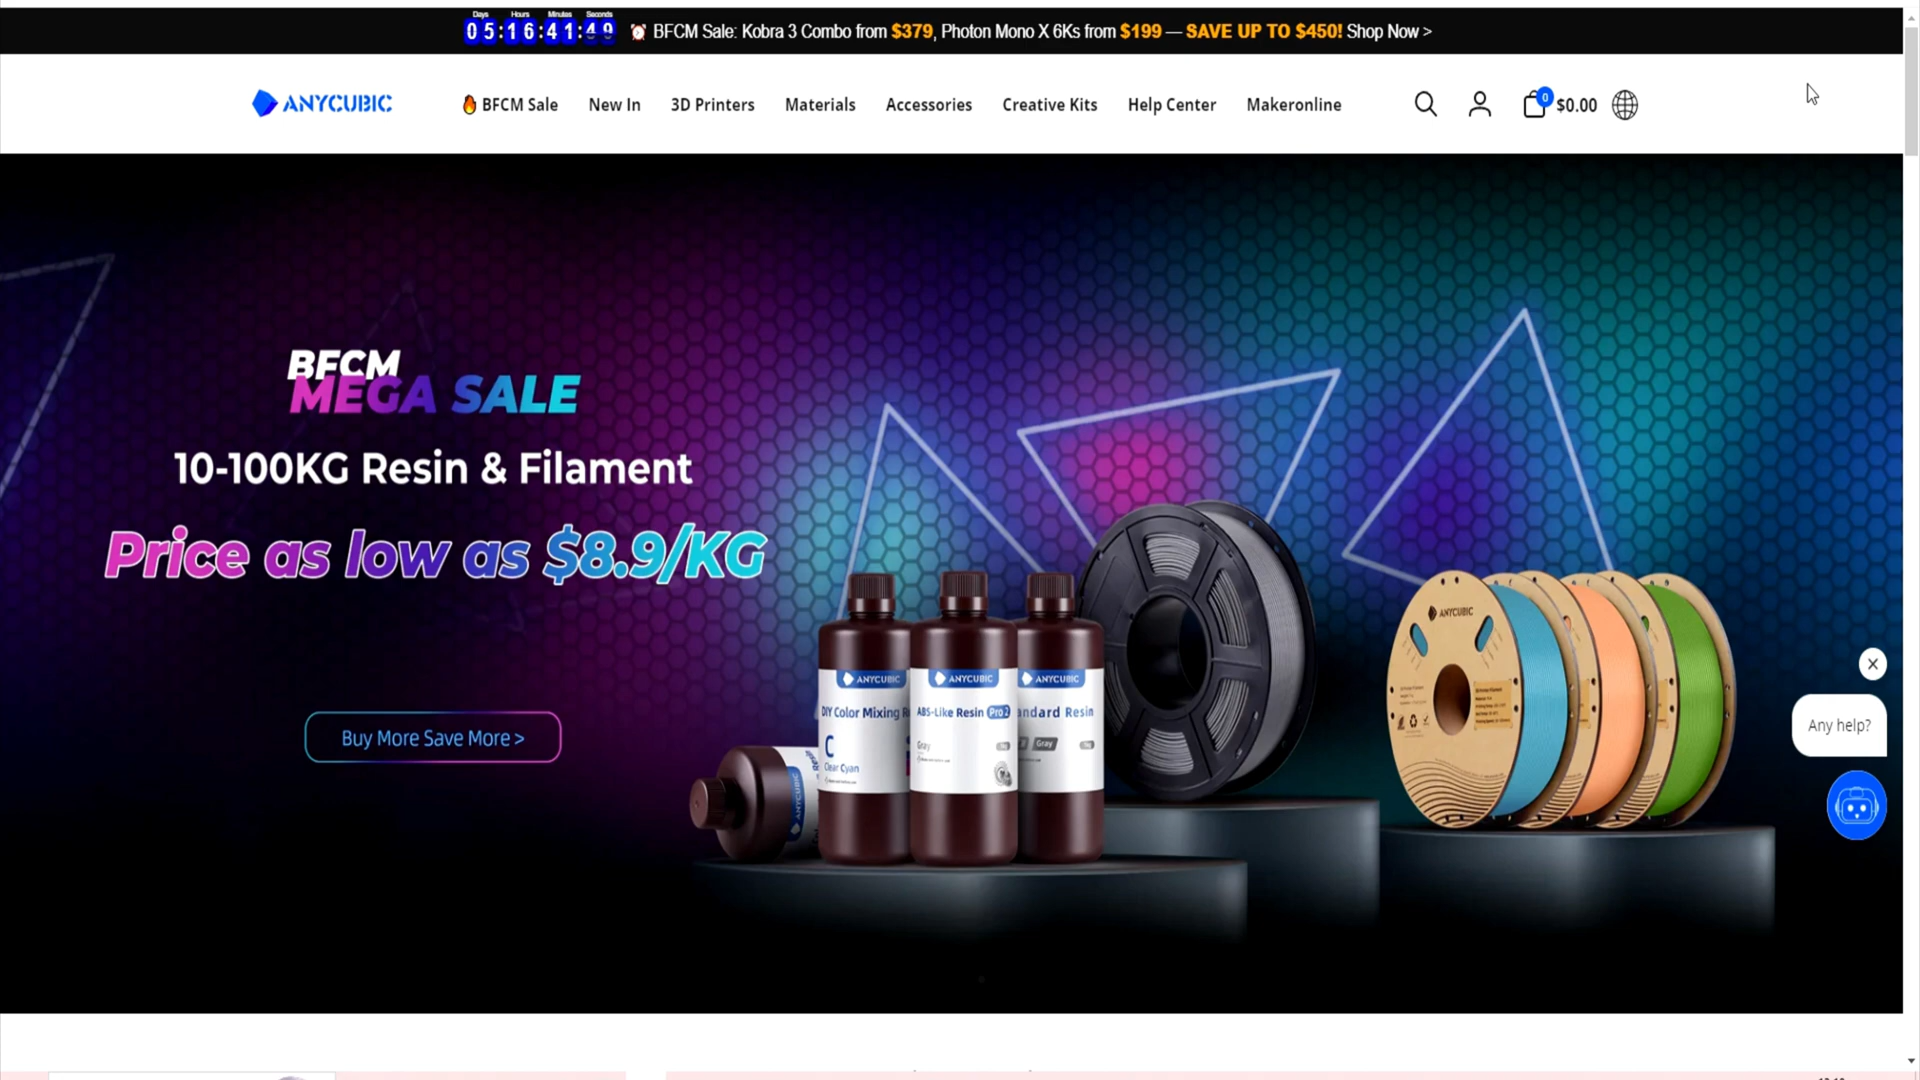 Days Hours Minutes Seconds
05:16:41:49 BFCM Sale: Kobra 3 Combo from $379, Photon Mono X 6Ks from $199 — SAVE UP TO $450! Shop Now >
ANYCUBIC BFCM Sale New In 3D Printers Materials Accessories Creative Kits Help Center Makeronline 0 $0.00
BFCM
MEGA SALE
10-100KG Resin & Filament
Price as low as $8.9/KG
Buy More Save More >
ANYCUBIC
DIY Color Mixing
C
Clear Cyan
ANYCUBIC
ABS-Like Resin Pro 2
Gray
ANYCUBIC
andard Resin
Gray
ANYCUBIC
ANYCUBIC
Any help?